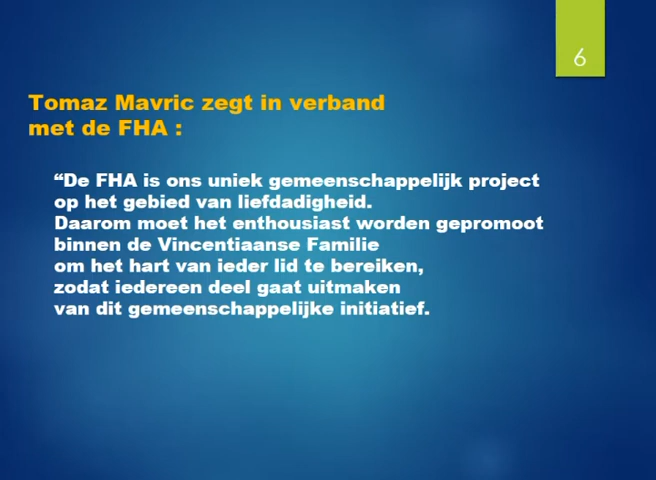 6
Tomaz Mavric zegt in verband
met de FHA :
“De FHA is ons uniek gemeenschappelijk project
op het gebied van liefdadigheid.
Daarom moet het enthousiast worden gepromoot
binnen de Vincentiaanse Familie
om het hart van ieder lid te bereiken,
zodat iedereen deel gaat uitmaken
van dit gemeenschappelijke initiatief.